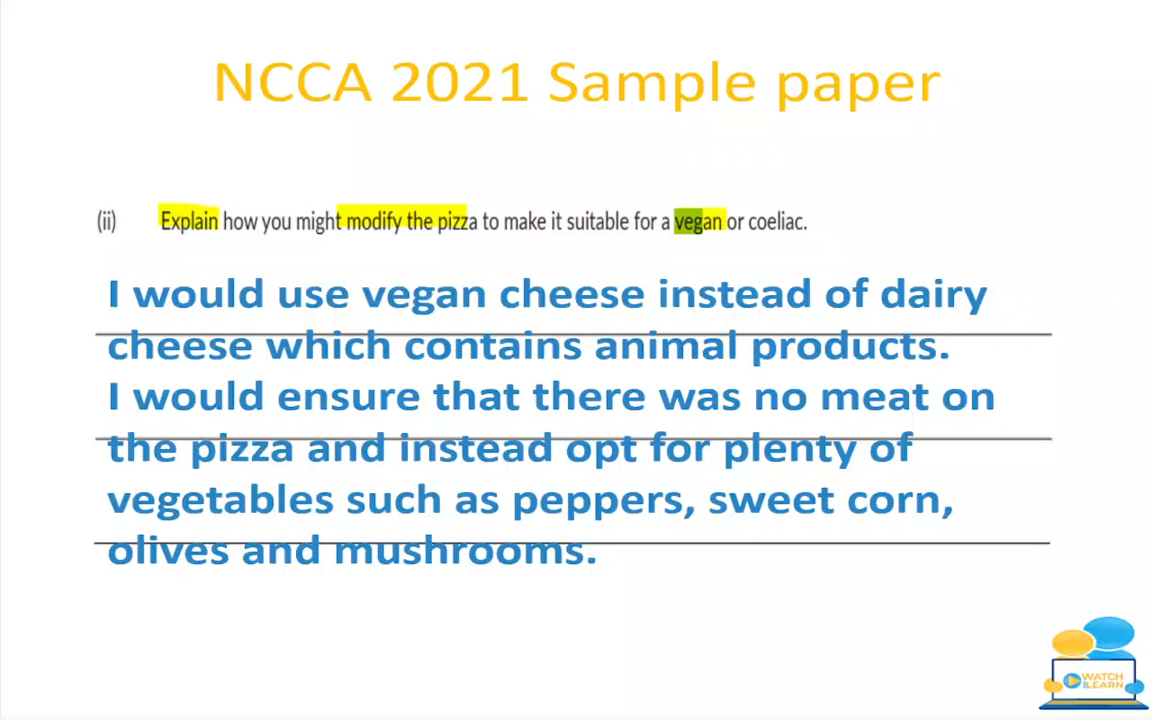 NCCA 2021 Sample paper
(ii) Explain how you might modify the pizza to make it suitable for a vegan or coeliac.
I would use vegan cheese instead of dairy
cheese which contains animal products.
I would ensure that there was no meat on
the pizza and instead opt for plenty of
vegetables such as peppers, sweet corn,
olives and mushrooms.
WATCH
2LEARN